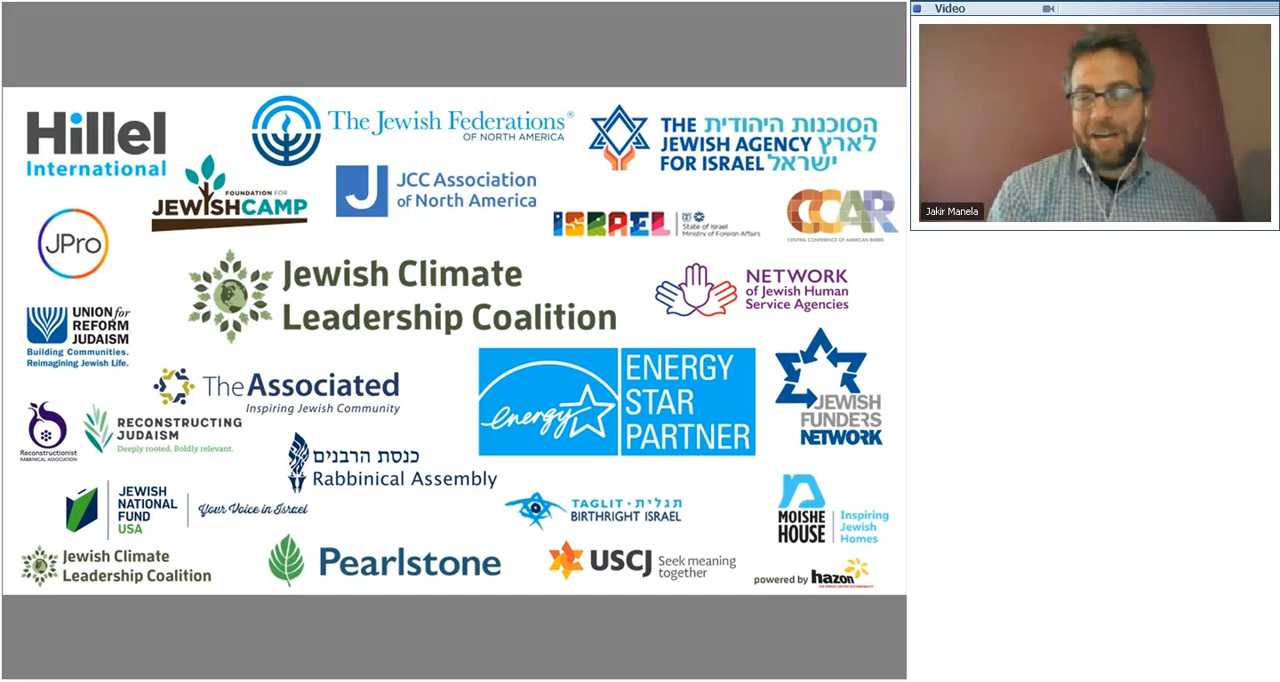 Video
Jakir Manela
Hillel
International
The Jewish Federations®
OF NORTH AMERICA
THE הסוכנות היהודית
JEWISH AGENCY לארץ
FOR ISRAEL ישראל
FOUNDATION FOR
JEWISHCAMP
J
JCC Association
of North America
ISRAEL
State of Israel
Ministry of Foreign Affairs
CCAR
CENTRAL CONFERENCE OF AMERICAN RABBIS
JPro
Jewish Climate
Leadership Coalition
NETWORK
of Jewish Human
Service Agencies
UNION for
REFORM
JUDAISM
Building Communities.
Reimagining Jewish Life.
The Associated
Inspiring Jewish Community
energy
ENERGY
STAR
PARTNER
JEWISH
FUNDERS
NETWORK
Reconstructionist
RABBINICAL ASSOCIATION
RECONSTRUCTING
JUDAISM
Deeply rooted. Boldly relevant.
כנסת הרבנים
Rabbinical Assembly
JEWISH
NATIONAL
FUND
USA
Your Voice in Israel
TAGLIT · תגלית
BIRTHRIGHT ISRAEL
מ
MOISHE
HOUSE
Inspiring
Jewish
Homes
Jewish Climate
Leadership Coalition
Pearlstone
USCJ
Seek meaning
together
powered by hazon